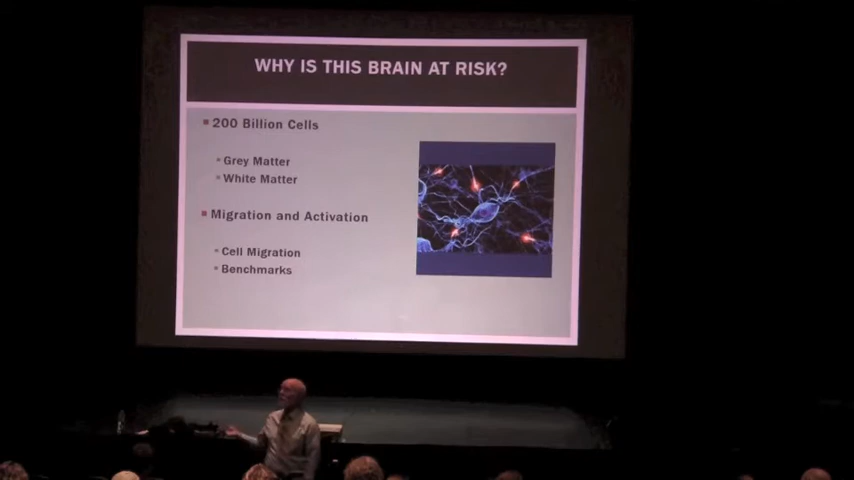 WHY IS THIS BRAIN AT RISK?
200 Billion Cells
Grey Matter
White Matter
Migration and Activation
Cell Migration
Benchmarks